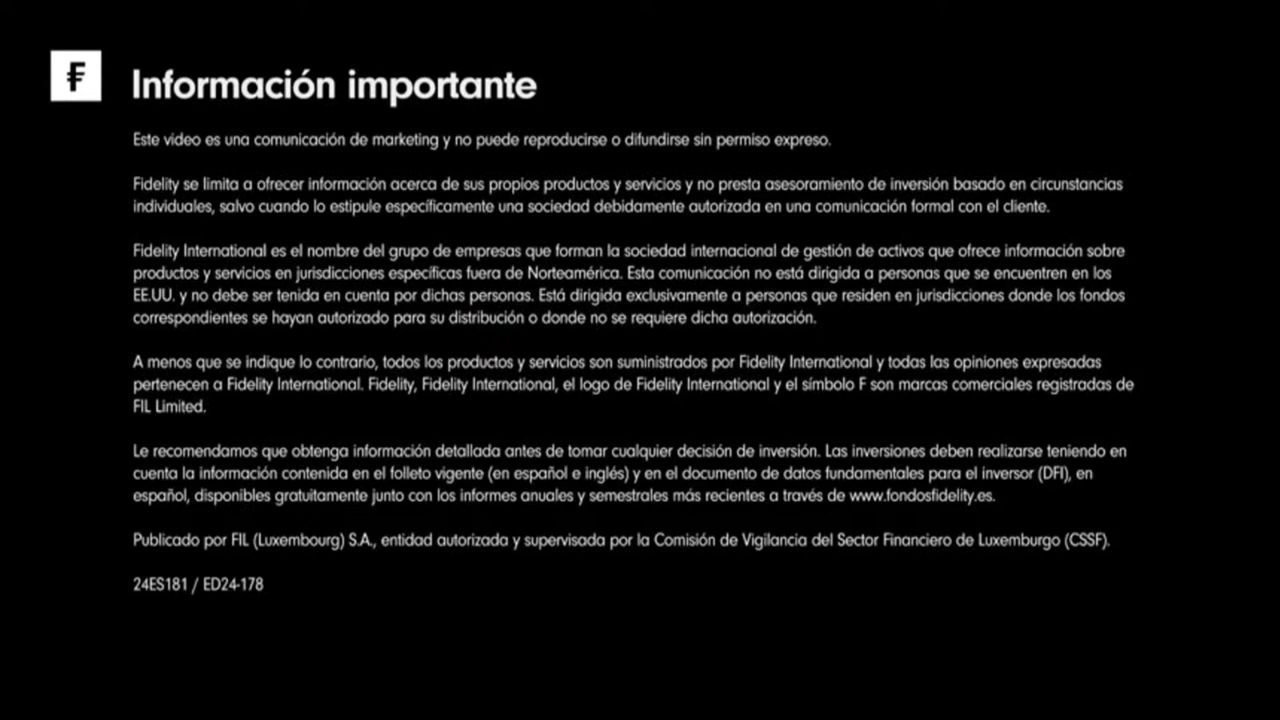 Información importante
Este video es una comunicación de marketing y no puede reproducirse o difundirse sin permiso expreso.
Fidelity se limita a ofrecer información acerca de sus propios productos y servicios y no presta asesoramiento de inversión basado en circunstancias
individuales, salvo cuando lo estipule específicamente una sociedad debidamente autorizada en una comunicación formal con el cliente.
Fidelity International es el nombre del grupo de empresas que forman la sociedad internacional de gestión de activos que ofrece información sobre
productos y servicios en jurisdicciones específicas fuera de Norteamérica. Esta comunicación no está dirigida a personas que se encuentren en los
EE.UU. y no debe ser tenida en cuenta por dichas personas. Está dirigida exclusivamente a personas que residen en jurisdicciones donde los fondos
correspondientes se hayan autorizado para su distribución o donde no se requiere dicha autorización.
A menos que se indique lo contrario, todos los productos y servicios son suministrados por Fidelity International y todas las opiniones expresadas
pertenecen a Fidelity International. Fidelity, Fidelity International, el logo de Fidelity International y el símbolo F son marcas comerciales registradas de
FIL Limited.
Le recomendamos que obtenga información detallada antes de tomar cualquier decisión de inversión. Las inversiones deben realizarse teniendo en
cuenta la información contenida en el folleto vigente (en español e inglés) y en el documento de datos fundamentales para el inversor (DFI), en
español, disponibles gratuitamente junto con los informes anuales y semestrales más recientes a través de www.fondosfidelity.es.
Publicado por FIL (Luxembourg) S.A., entidad autorizada y supervisada por la Comisión de Vigilancia del Sector Financiero de Luxemburgo (CSSF).
24ES181 / ED24-178